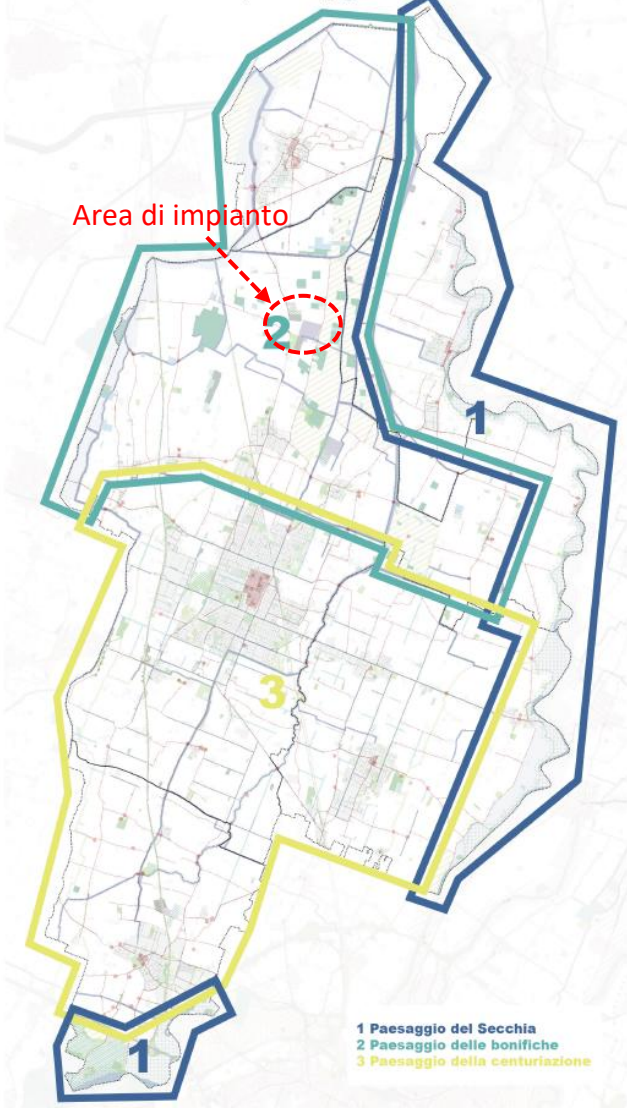 Area di impianto
2
1
3
1
1 Paesaggio del Secchia
2 Paesaggio delle bonifiche
3 Paesaggio della centuriazione